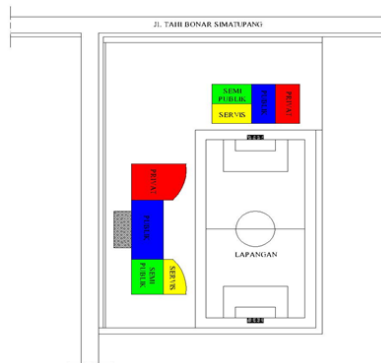 JL. TAHI BONAR SIMATUPANG
SEMI
PUBLIK
SERVIS
PUBLIK
PRIVAT
PRIVAT
PUBLIK
SEMI
PUBLIK
SERVIS
LAPANGAN